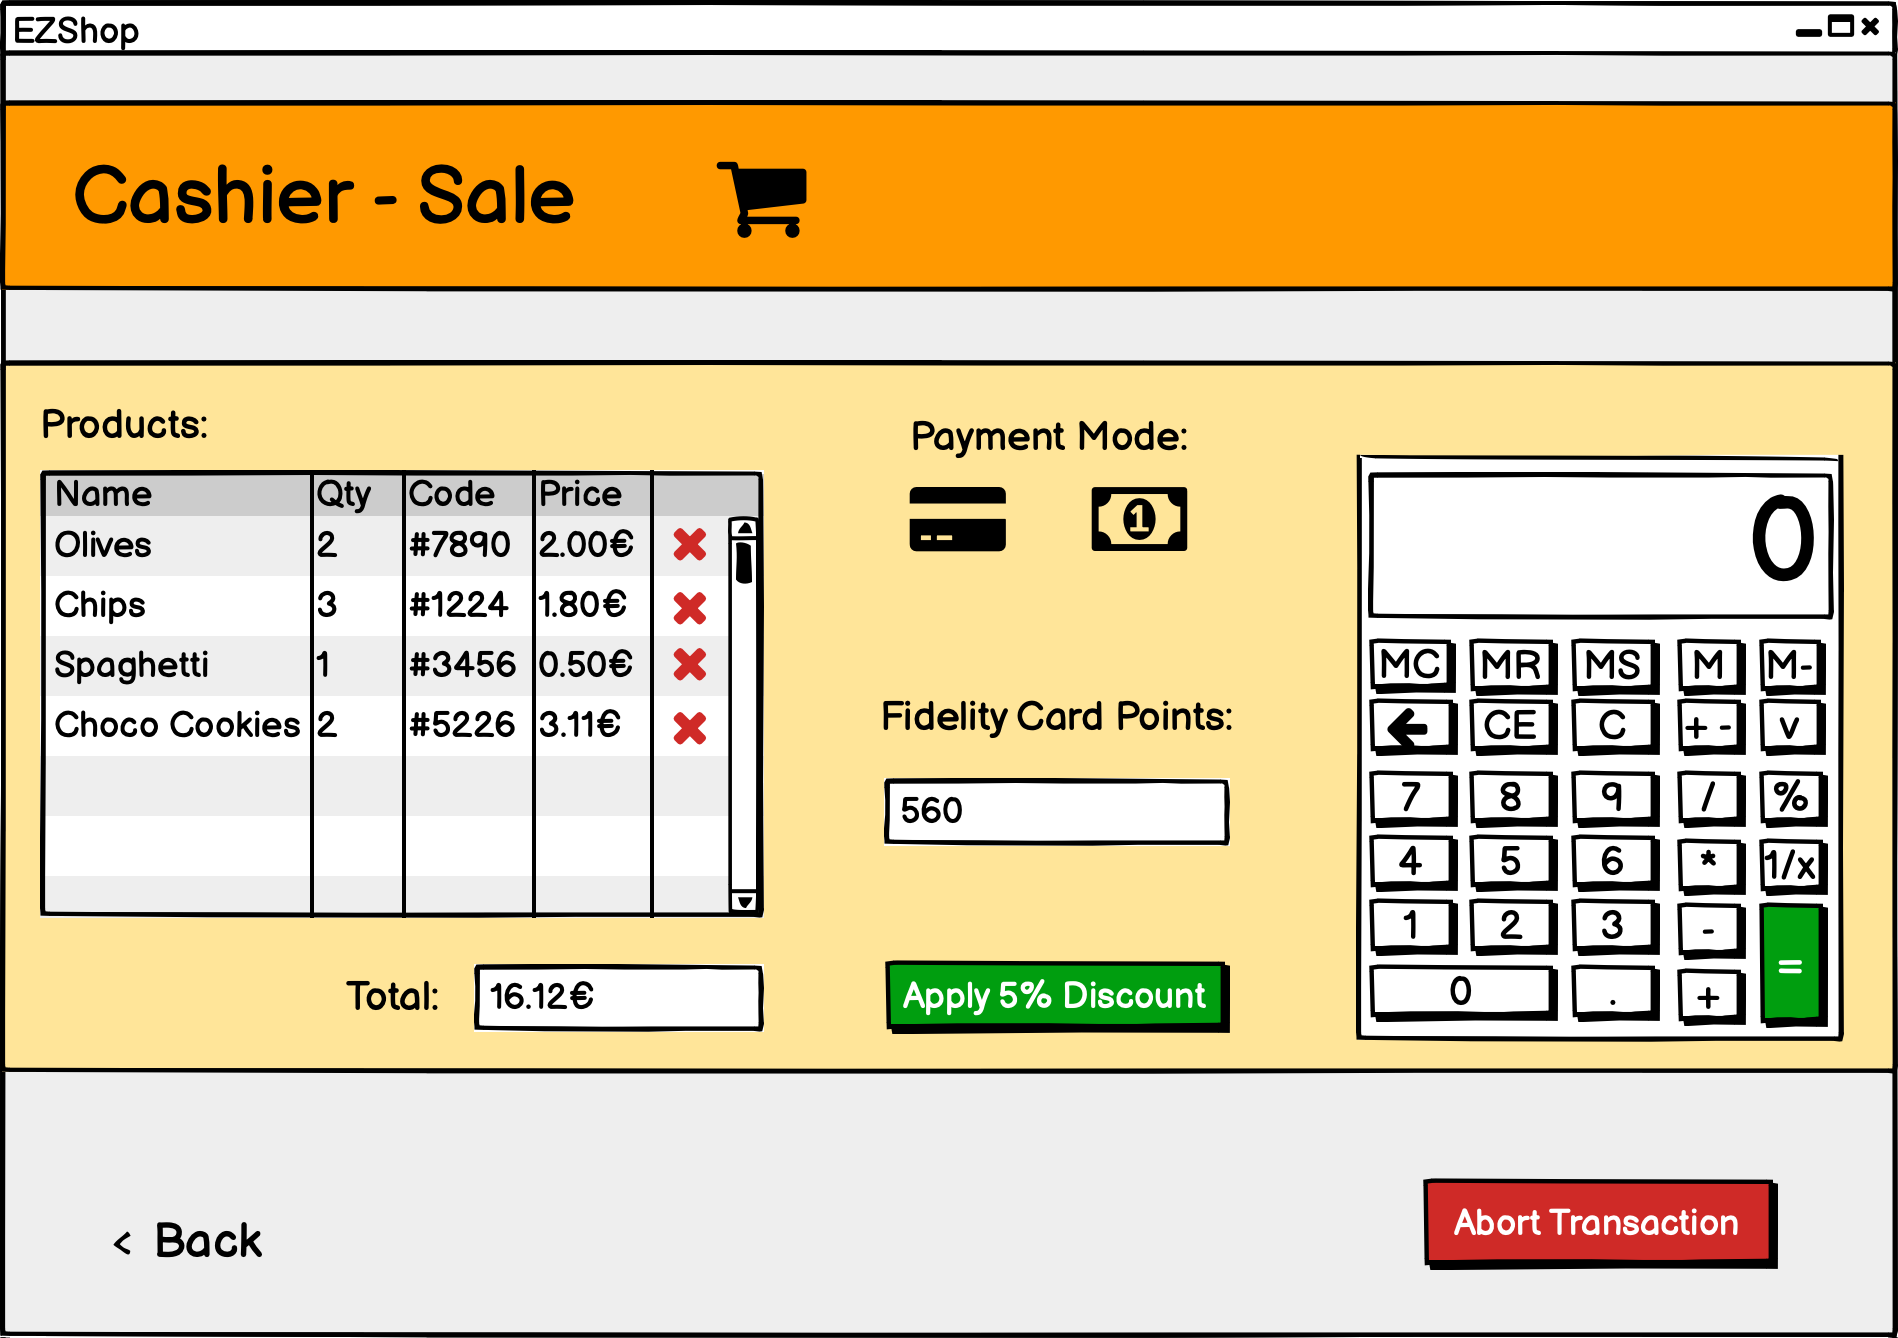 EZShop
Cashier - Sale
Products:
Name Qty Code Price
Olives 2 #7890 2.00€
Chips 3 #1224 1.80€
Spaghetti 1 #3456 0.50€
Choco Cookies 2 #5226 3.11€
Total: 16.12€
Payment Mode:
1
Fidelity Card Points:
560
Apply 5% Discount
0
MC MR MS M M-
CE C + - v
7 8 9 / %
4 5 6 * 1/x
1 2 3 -
0 . + =
< Back
Abort Transaction